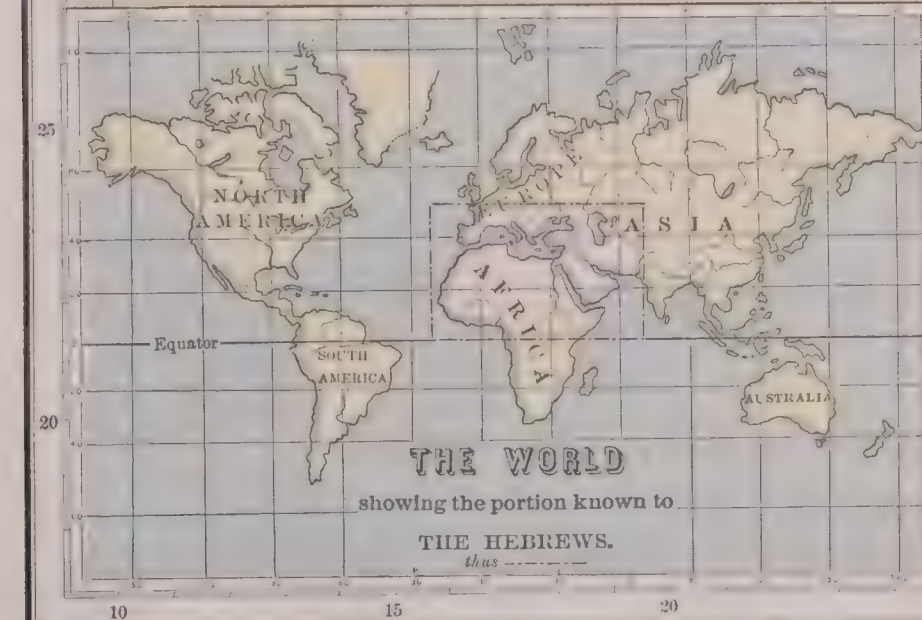 25
NORTH
AMERICA
EUROPE
ASIA
AFRICA
Equator
SOUTH
AMERICA
AUSTRALIA
20
THE WORLD
showing the portion known to
THE HEBREWS.
thus
10 15 20